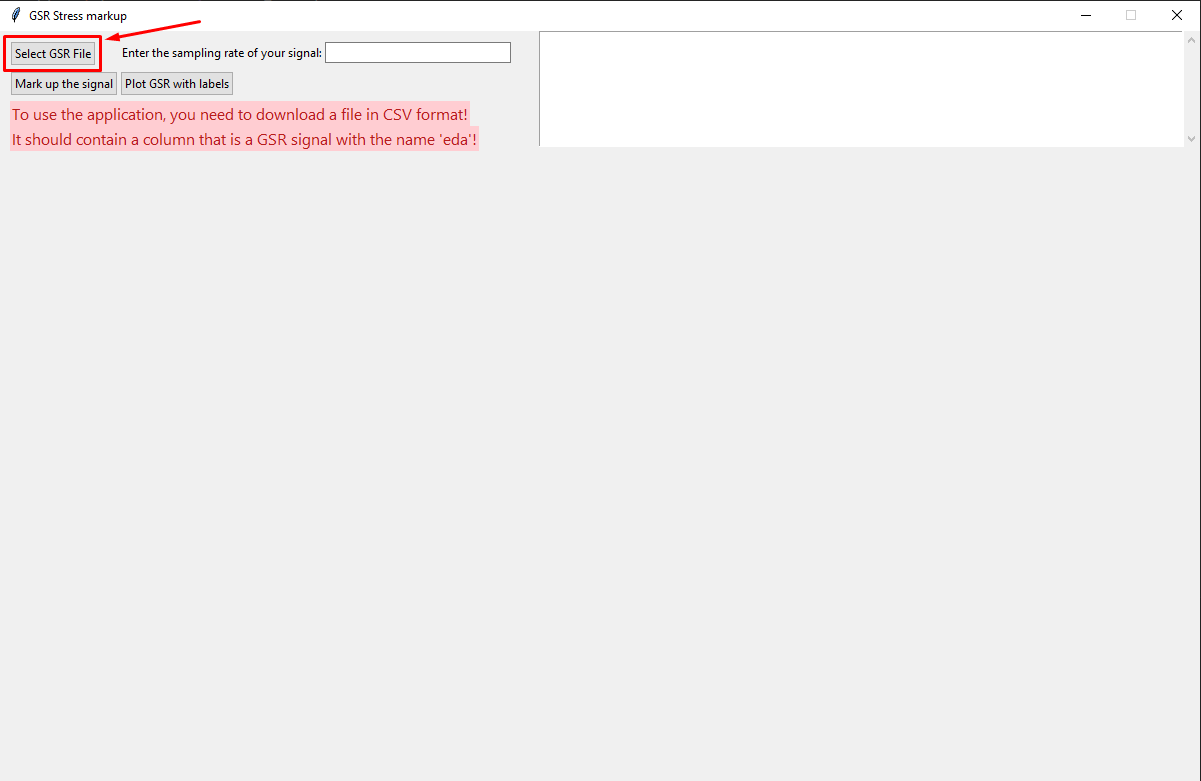 GSR Stress markup
Select GSR File
Enter the sampling rate of your signal:
Mark up the signal
Plot GSR with labels
To use the application, you need to download a file in CSV format!
It should contain a column that is a GSR signal with the name 'eda'!